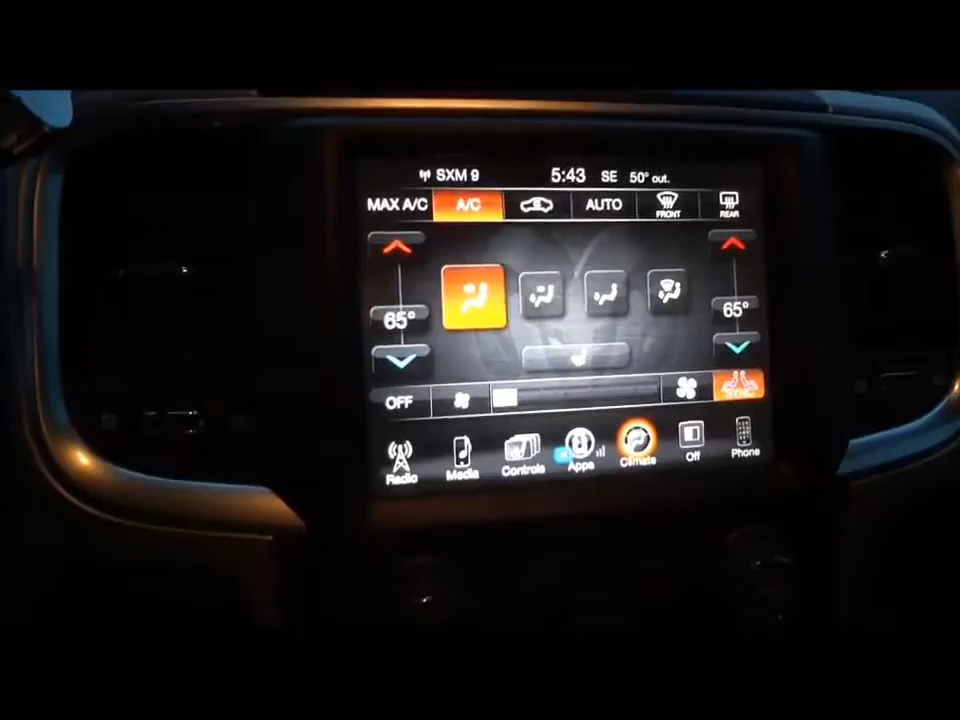 SXM 9 5:43 SE 50° out.
MAX A/C A/C AUTO FRONT REAR
65° 65°
OFF SYNC
Radio Media Controls Apps Climate Off Phone